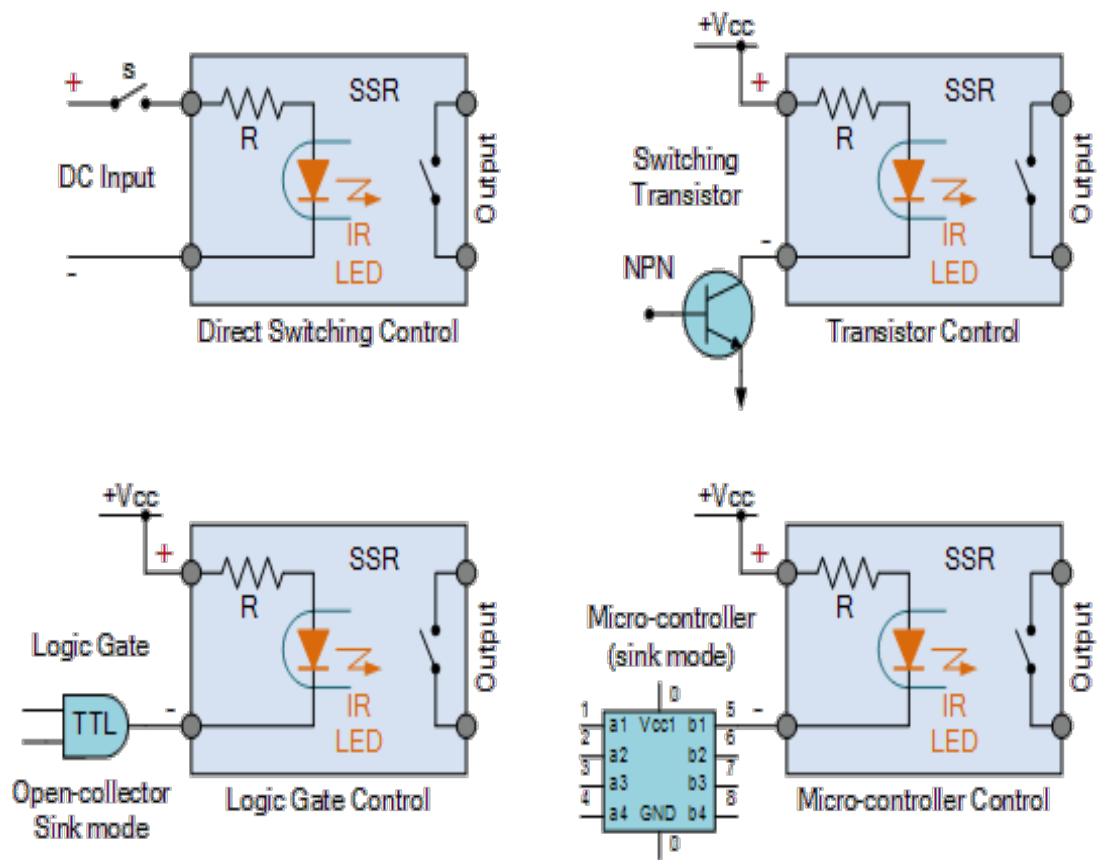 +
s
SSR
R
DC Input
Output
IR
LED
-
Direct Switching Control
+Vcc
+
SSR
R
Switching
Transistor
Output
-
IR
LED
NPN
Transistor Control
+Vcc
+
SSR
R
Logic Gate
Output
-
IR
LED
TTL
Open-collector
Sink mode
Logic Gate Control
+Vcc
+
SSR
R
Micro-controller
(sink mode)
Output
-
IR
LED
0
1 a1 Vcc1 b1 5
2 a2 b2 6
3 a3 b3 7
4 a4 GND b4 8
0
Micro-controller Control